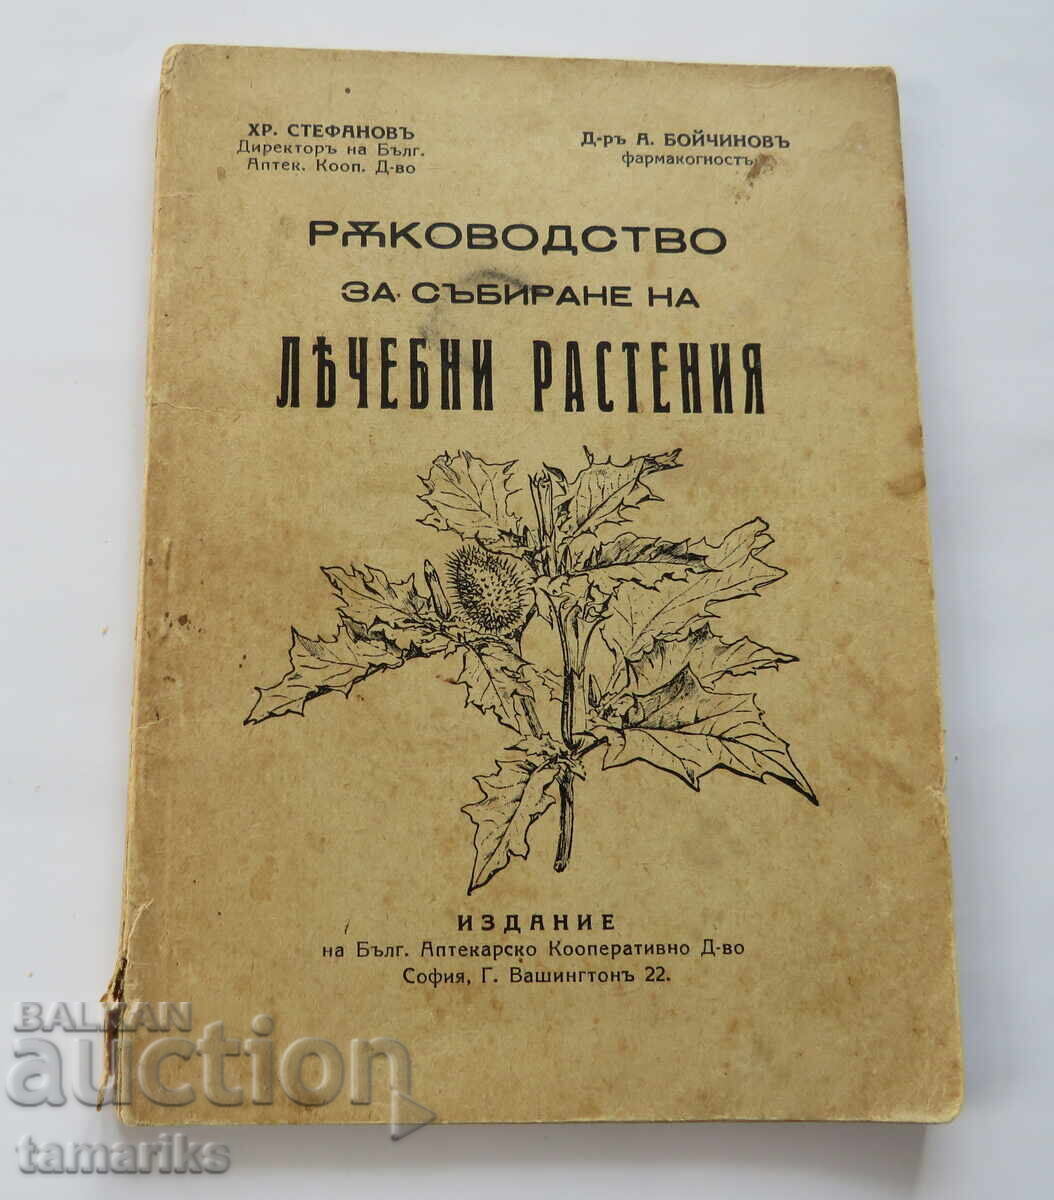 ХР. СТЕФАНОВЪ
Директоръ на Бълг.
Аптек. Кооп. Д-во
Д-ръ А. БОЙЧИНОВЪ
фармакогностъ
РѪКОВОДСТВО
ЗА СЪБИРАНЕ НА
ЛѢЧЕБНИ РАСТЕНИЯ
ИЗДАНИЕ
на Бълг. Аптекарско Кооперативно Д-во
София, Г. Вашингтонъ 22.
BALKAN
auction
tamariks